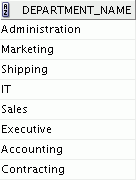 DEPARTMENT_NAME
Administration
Marketing
Shipping
IT
Sales
Executive
Accounting
Contracting